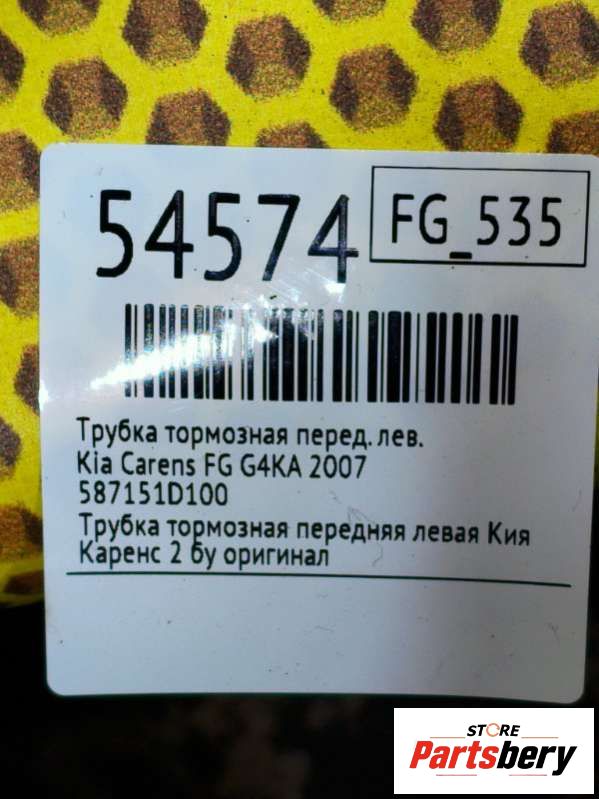 54574
FG_535
Трубка тормозная перед. лев.
Kia Carens FG G4KA 2007
587151D100
Трубка тормозная передняя левая Кия
Каренс 2 бу оригинал
STORE
Partsbery